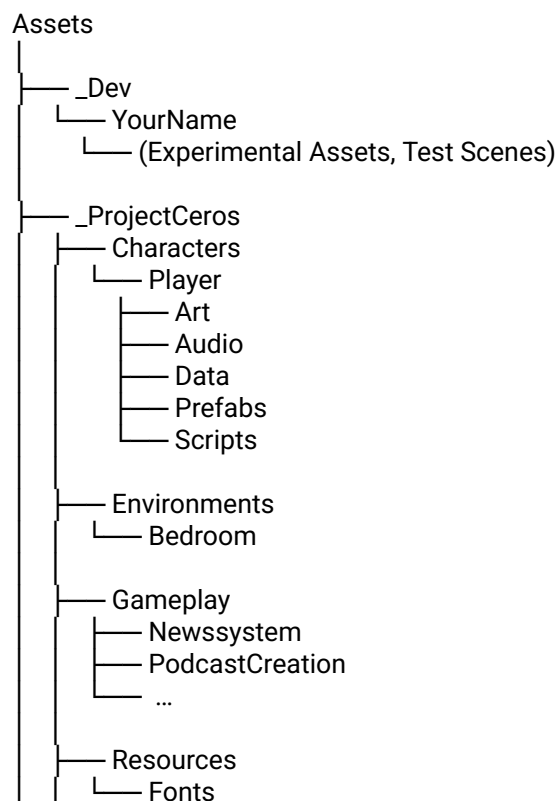 Assets
_Dev
YourName
(Experimental Assets, Test Scenes)
_ProjectCeros
Characters
Player
Art
Audio
Data
Prefabs
Scripts
Environments
Bedroom
Gameplay
Newssystem
PodcastCreation
...
Resources
Fonts